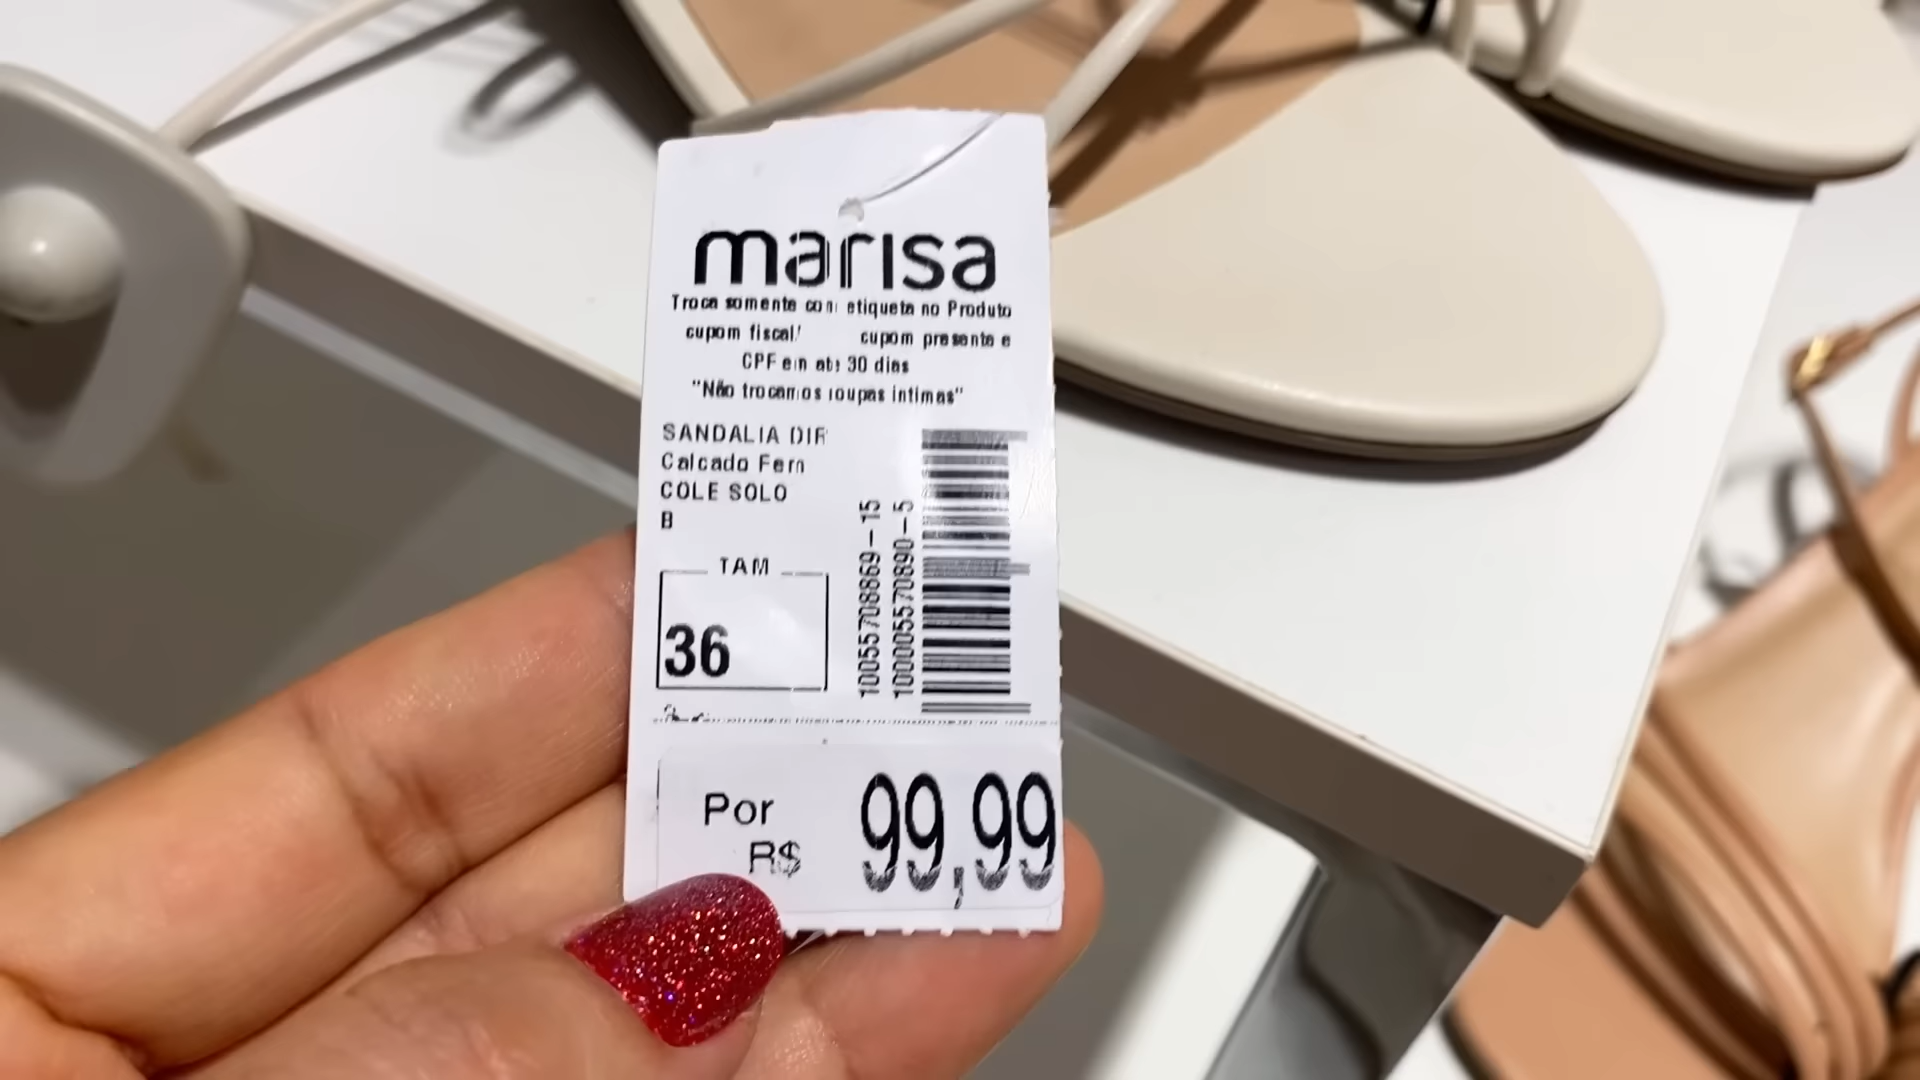 marisa
Troca somente com etiqueta no Produto
cupom fiscal/ cupom presente e
CPF em até 30 dias
"Não trocamos roupas intimas"
SANDALIA DIR
Calcado Fem
COLE SOLO
B
TAM
36
10055708869-15
100005570890-5
Por
R$ 99,99